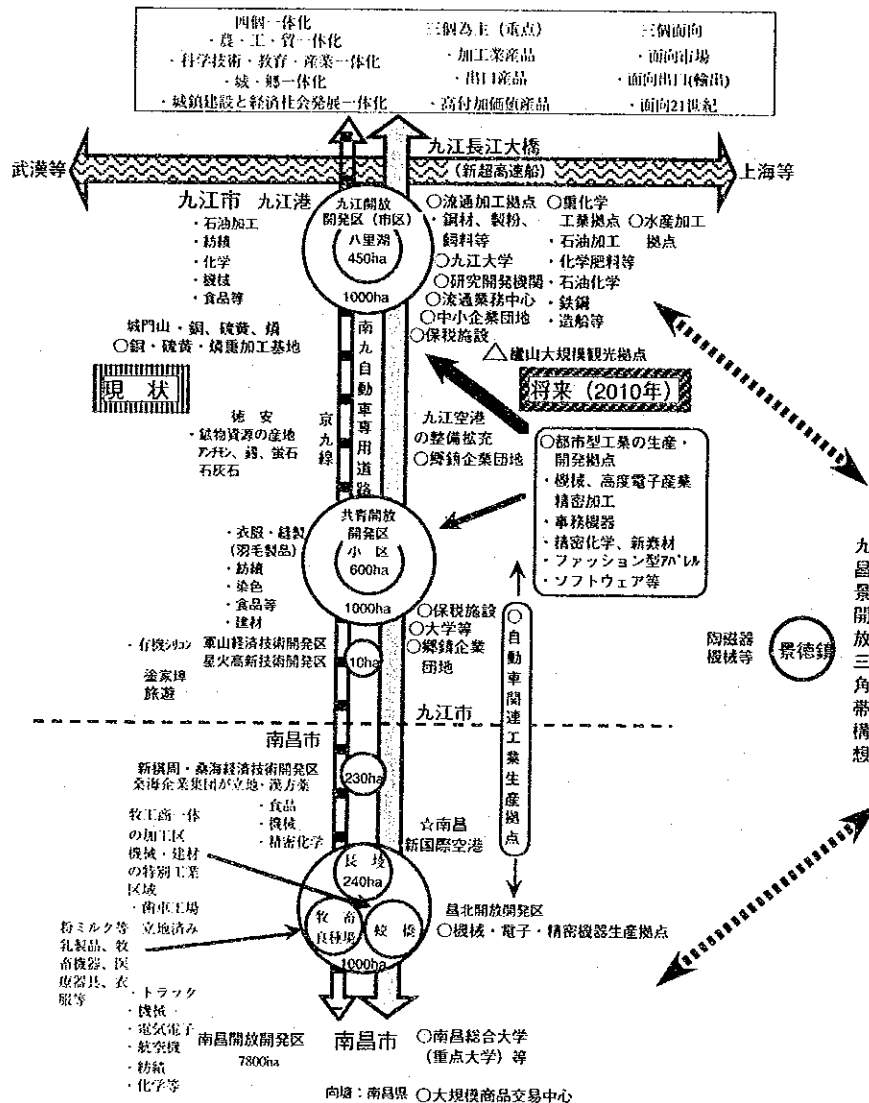 四個一体化
・農・工・貿一体化
・科学技術・教育・産業一体化
・城・郷一体化
・城鎮建設と経済社会発展一体化
三個為主（重点）
・加工業産品
・出口産品
・高付加価値産品
三個面向
・面向市場
・面向出口(輸出)
・面向21世紀
九江長江大橋
武漢等
（新超高速船）
上海等
九江市 九江港
・石油加工
・紡績
・化学
・機械
・食品等
九江開放
開発区（市区）
八里湖
450ha
1000ha
○流通加工拠点
・鋼材、製粉、
飼料等
○九江大学
○研究開発機関
○流通業務中心
○中小企業団地
○保税施設
○重化学
工業拠点
・石油加工
・化学肥料等
・石油化学
・鉄鋼
・造船等
○水産加工
拠点
城門山・銅、硫黄、燐
○銅・硫黄・燐重加工基地
△廬山大規模観光拠点
現 状
将来（2010年）
南九自動車専用道路
京九線
徳 安
・鉱物資源の産地
アンチモン、錫、蛍石
石灰石
九江空港
の整備拡充
○郷鎮企業団地
○都市型工業の生産・
開発拠点
・機械、高度電子産業
精密加工
・事務機器
・精密化学、新素材
・ファッション型アパレル
・ソフトウェア等
共青開放
開発区
小 区
600ha
1000ha
・衣服・縫製
(羽毛製品)
・紡績
・染色
・食品等
・建材
○保税施設
○大学等
○郷鎮企業
団地
・有機シリコン 軍山経済技術開発区
星火高新技術開発区
10ha
旅遊
○自動車関連工業生産拠点
陶磁器
機械等
景徳鎮
九昌景開放三角帯構想
九江市
南昌市
新祺周・桑海経済技術開発区
桑海企業集団が立地・漢方薬
・食品
・機械
・精密化学
230ha
☆南昌
新国際空港
牧工商一体
の加工区
機械・建材
の特別工業
区域
・歯車工場
立地済み
長 堎
240ha
牧 畜
良種場
蛟 橋
1000ha
昌北開放開発区
○機械・電子・精密機器生産拠点
粉ミルク等
乳製品、牧
畜機器、医
療器具、衣
服等
・トラック
・機械
・電気電子
・航空機
・紡績
・化学等
南昌開放開発区
7800ha
南昌市
○南昌総合大学
（重点大学）等
向塘：南昌県 ○大規模商品交易中心